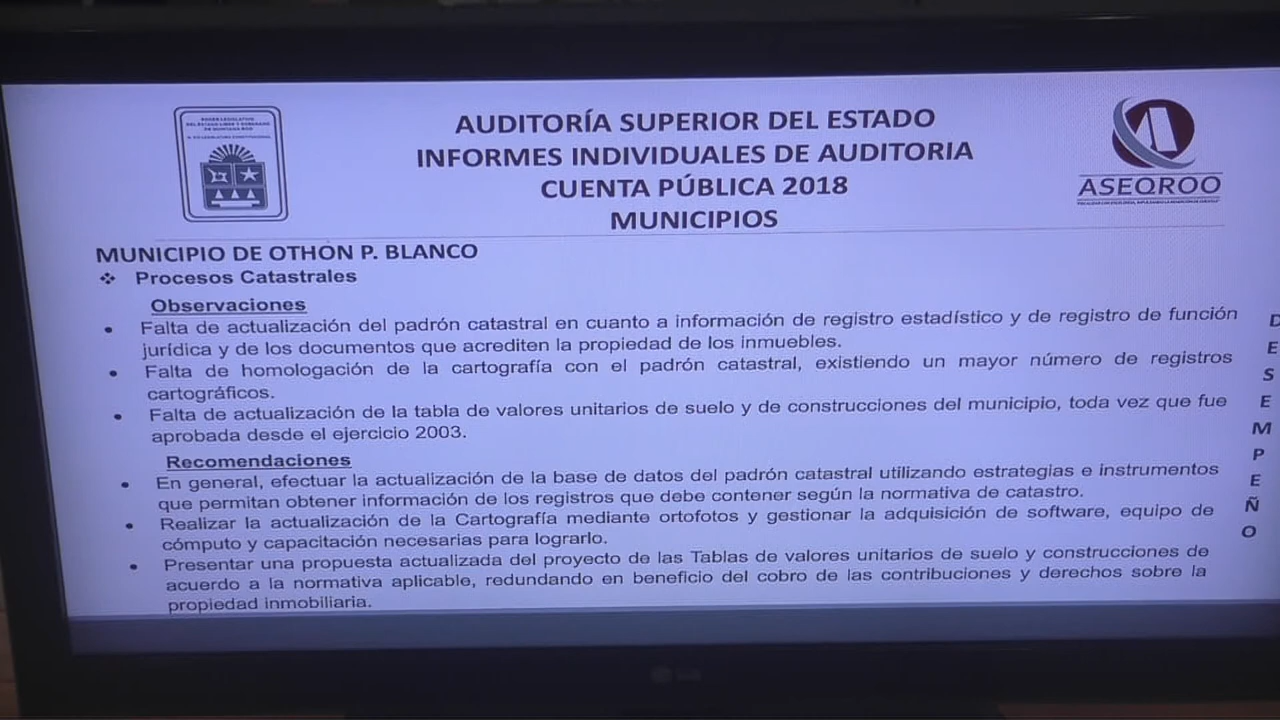 AUDITORÍA SUPERIOR DEL ESTADO
INFORMES INDIVIDUALES DE AUDITORIA
CUENTA PÚBLICA 2018
MUNICIPIOS
ASEQROO
MUNICIPIO DE OTHON P. BLANCO
❖ Procesos Catastrales
Observaciones
• Falta de actualización del padrón catastral en cuanto a información de registro estadístico y de registro de función
jurídica y de los documentos que acrediten la propiedad de los inmuebles.
• Falta de homologación de la cartografía con el padrón catastral, existiendo un mayor número de registros
cartográficos.
• Falta de actualización de la tabla de valores unitarios de suelo y de construcciones del municipio, toda vez que fue
aprobada desde el ejercicio 2003.
Recomendaciones
• En general, efectuar la actualización de la base de datos del padrón catastral utilizando estrategias e instrumentos
que permitan obtener información de los registros que debe contener según la normativa de catastro.
• Realizar la actualización de la Cartografía mediante ortofotos y gestionar la adquisición de software, equipo de
cómputo y capacitación necesarias para lograrlo.
• Presentar una propuesta actualizada del proyecto de las Tablas de valores unitarios de suelo y construcciones de
acuerdo a la normativa aplicable, redundando en beneficio del cobro de las contribuciones y derechos sobre la
propiedad inmobiliaria.
DESEMPEÑO
LG